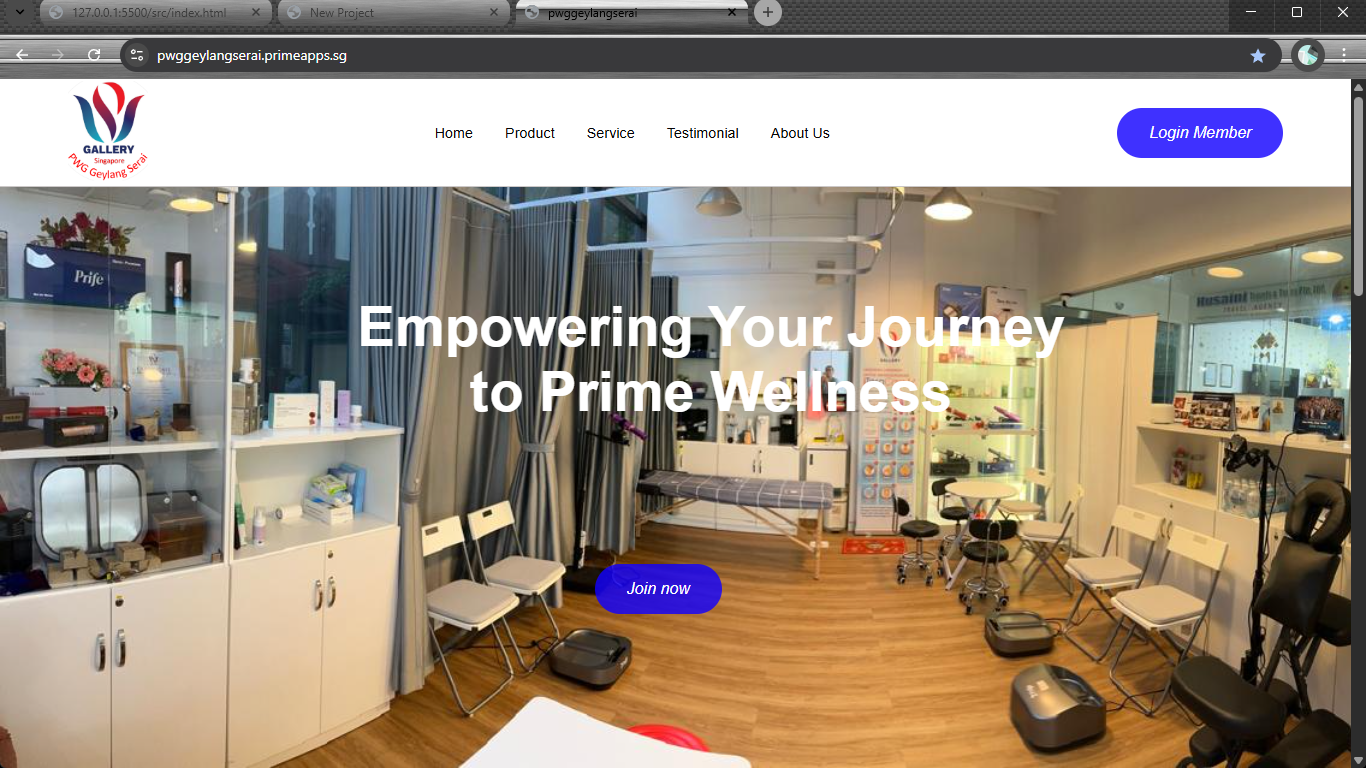 127.0.0.1:5500/src/index.html
New Project
pwggeylangserai
pwggeylangserai.primeapps.sg
GALLERY
Singapore
PWG Geylang Serai
Home
Product
Service
Testimonial
About Us
Login Member
Prife
Husaini
Empowering Your Journey
to Prime Wellness
GALLERY
Join now